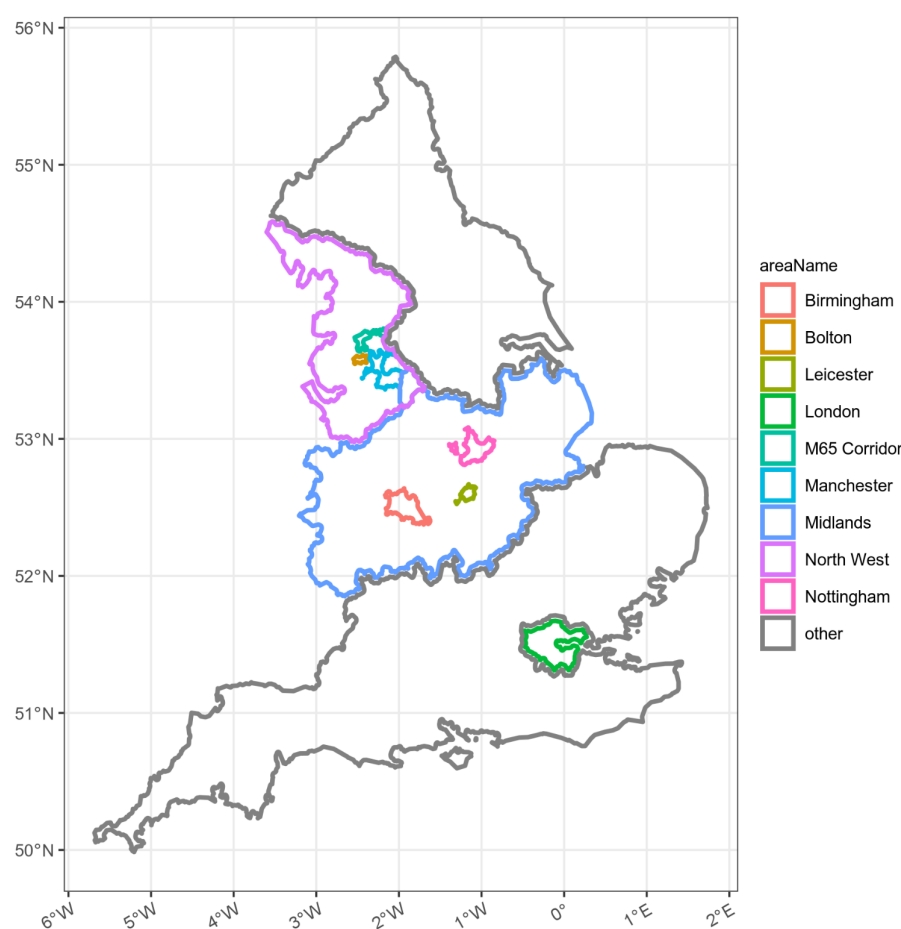 56°N
55°N
54°N
53°N
52°N
51°N
50°N
6°W
5°W
4°W
3°W
2°W
1°W
0°
1°E
2°E
areaName
Birmingham
Bolton
Leicester
London
M65 Corridor
Manchester
Midlands
North West
Nottingham
other